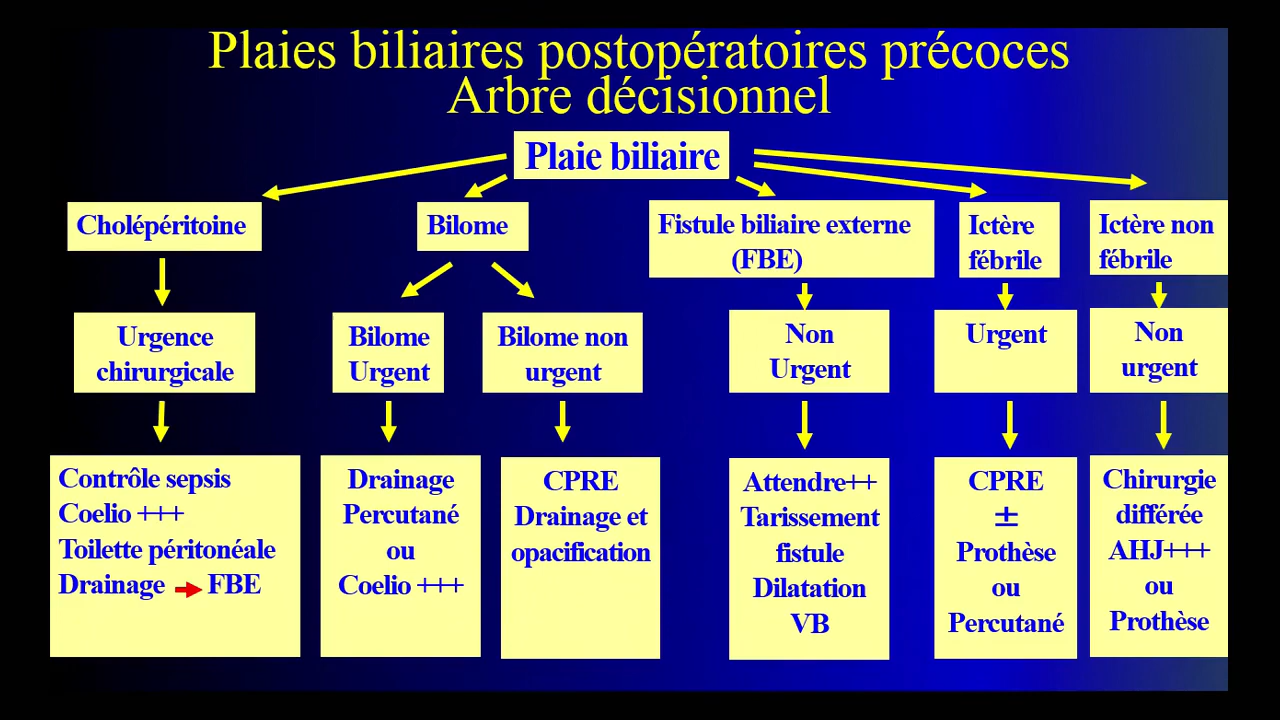 Plaies biliaires postopératoires précoces
Arbre décisionnel
Plaie biliaire
Cholépéritoine
Bilome
Fistule biliaire externe
(FBE)
Ictère
fébrile
Ictère non
fébrile
Urgence
chirurgicale
Bilome
Urgent
Bilome non
urgent
Non
Urgent
Urgent
Non
urgent
Contrôle sepsis
Coelio +++
Toilette péritonéale
Drainage → FBE
Drainage
Percutané
ou
Coelio +++
CPRE
Drainage et
opacification
Attendre++
Tarissement
fistule
Dilatation
VB
CPRE
±
Prothèse
ou
Percutané
Chirurgie
différée
AHJ+++
ou
Prothèse